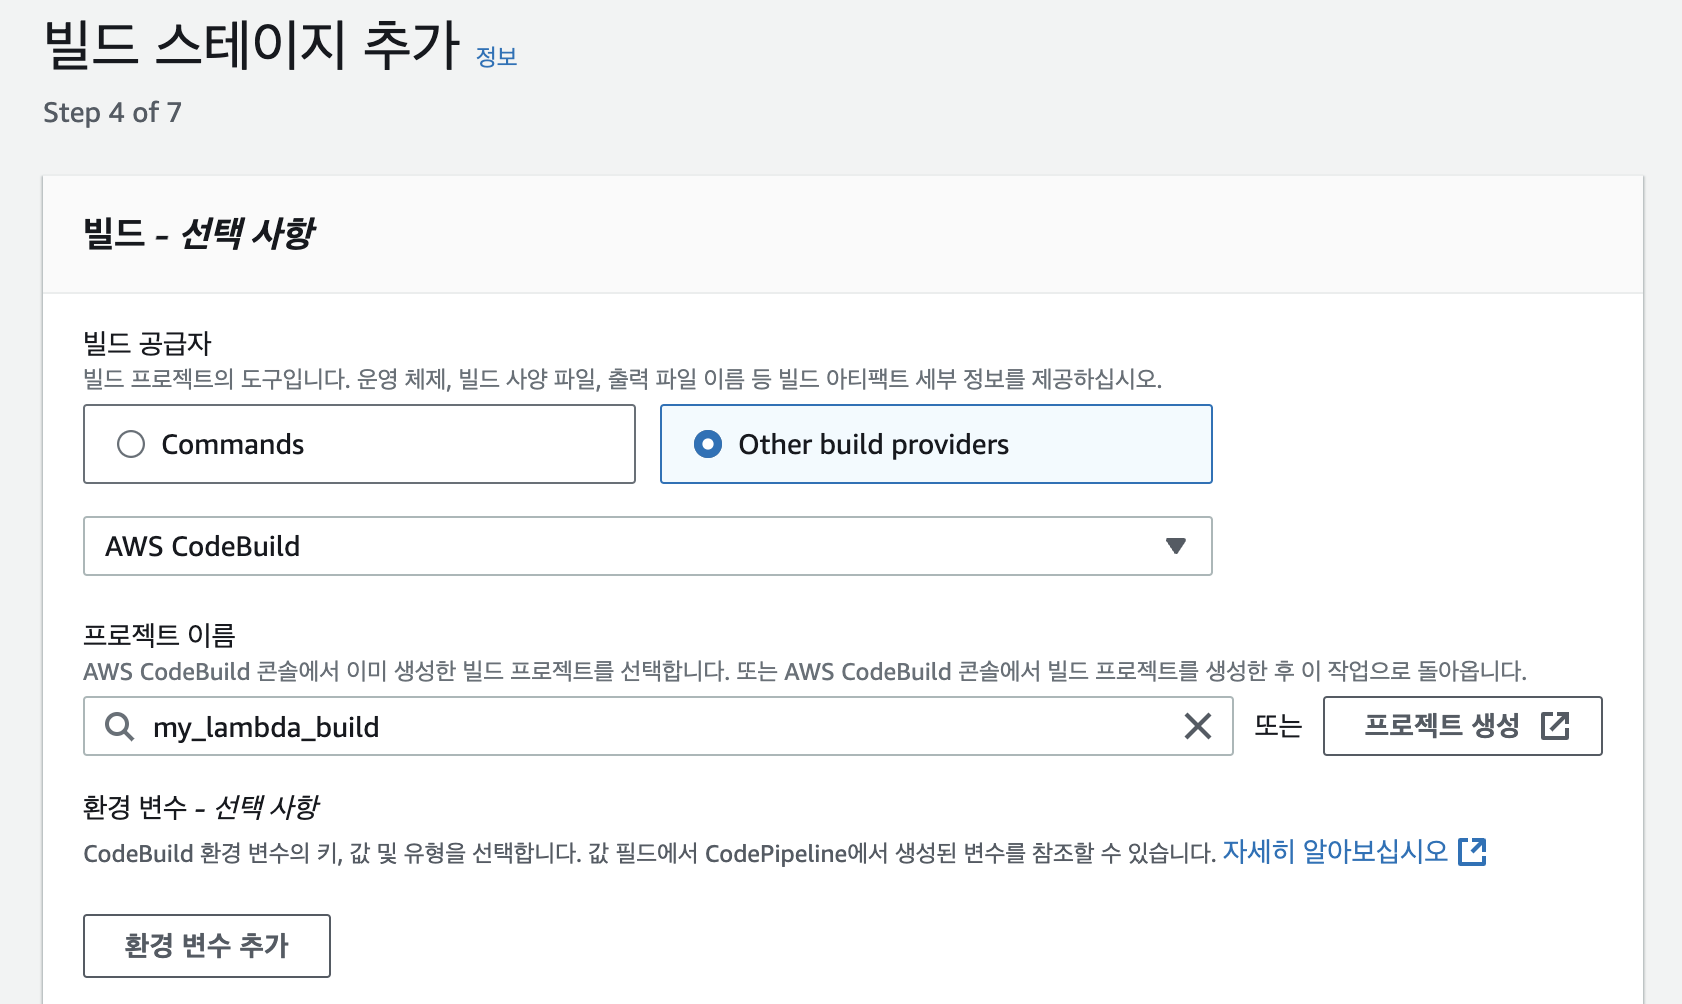 빌드 스테이지 추가 정보
Step 4 of 7
빌드 - 선택 사항
빌드 공급자
빌드 프로젝트의 도구입니다. 운영 체제, 빌드 사양 파일, 출력 파일 이름 등 빌드 아티팩트 세부 정보를 제공하십시오.
Commands
Other build providers
AWS CodeBuild
프로젝트 이름
AWS CodeBuild 콘솔에서 이미 생성한 빌드 프로젝트를 선택합니다. 또는 AWS CodeBuild 콘솔에서 빌드 프로젝트를 생성한 후 이 작업으로 돌아옵니다.
my_lambda_build 또는 프로젝트 생성
환경 변수 - 선택 사항
CodeBuild 환경 변수의 키, 값 및 유형을 선택합니다. 값 필드에서 CodePipeline에서 생성된 변수를 참조할 수 있습니다. 자세히 알아보십시오
환경 변수 추가